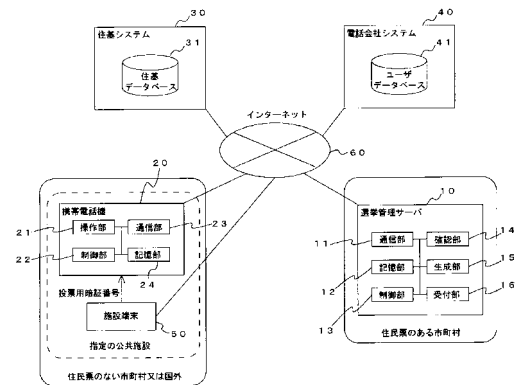 30
住基システム
31
住基
データベース
40
電話会社システム
41
ユーザ
データベース
インターネット
60
20
携帯電話機
21
操作部
通信部
23
22
制御部
記憶部
24
投票用暗証番号
施設端末
50
指定の公共施設
住民票のない市町村又は国外
10
選挙管理サーバ
11
通信部
確認部
14
12
記憶部
生成部
15
制御部
受付部
16
13
住民票のある市町村